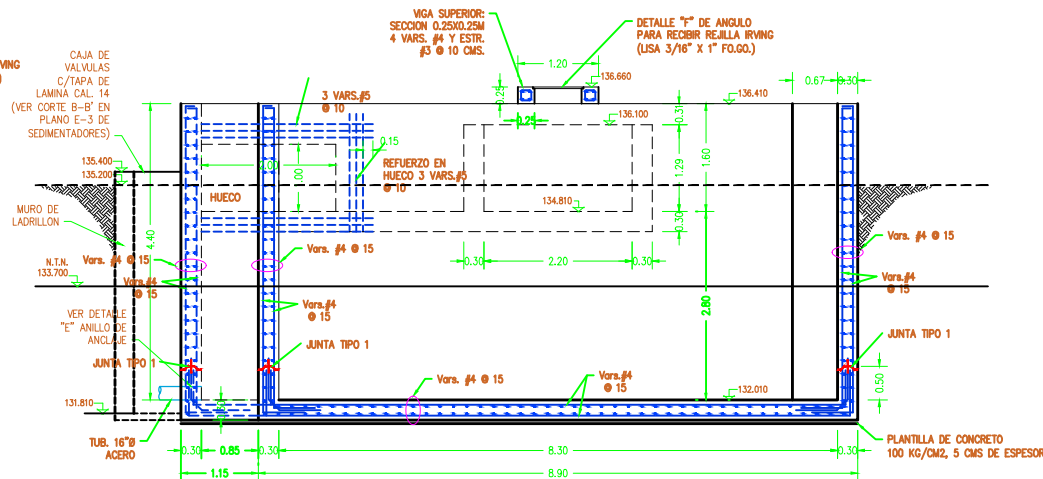 VIGA SUPERIOR:
SECCION 0.25X0.25M
4 VARS. #4 Y ESTR.
#3 @ 10 CMS.
DETALLE "F" DE ANGULO
PARA RECIBIR REJILLA IRVING
(LISA 3/16" X 1" FO.GO.)
1.20
136.660
0.25
0.25
VING
)
CAJA DE
VALVULAS
C/TAPA DE
LAMINA CAL. 14
(VER CORTE B-B' EN
PLANO E-3 DE
SEDIMENTADORES)
3 VARS.#5
@ 10
0.15
136.100
0.67
0.30
136.410
0.31
1.60
1.29
135.400
135.200
1.00
HUECO
REFUERZO EN
HUECO 3 VARS.#5
@ 10
134.810
0.30
MURO DE
LADRILLON
4.40
Vars. #4 @ 15
Vars. #4 @ 15
Vars. #4 @ 15
0.30
2.20
0.30
N.T.N.
133.700
Vars.#4
@ 15
Vars.#4
@ 15
Vars.#4
@ 15
2.80
VER DETALLE
"E" ANILLO DE
ANCLAJE
JUNTA TIPO 1
JUNTA TIPO 1
JUNTA TIPO 1
Vars. #4 @ 15
Vars.#4
@ 15
132.010
0.50
131.810
TUB. 16"Ø
ACERO
PLANTILLA DE CONCRETO
100 KG/CM2, 5 CMS DE ESPESOR
0.30
0.85
0.30
8.30
0.30
1.15
8.90